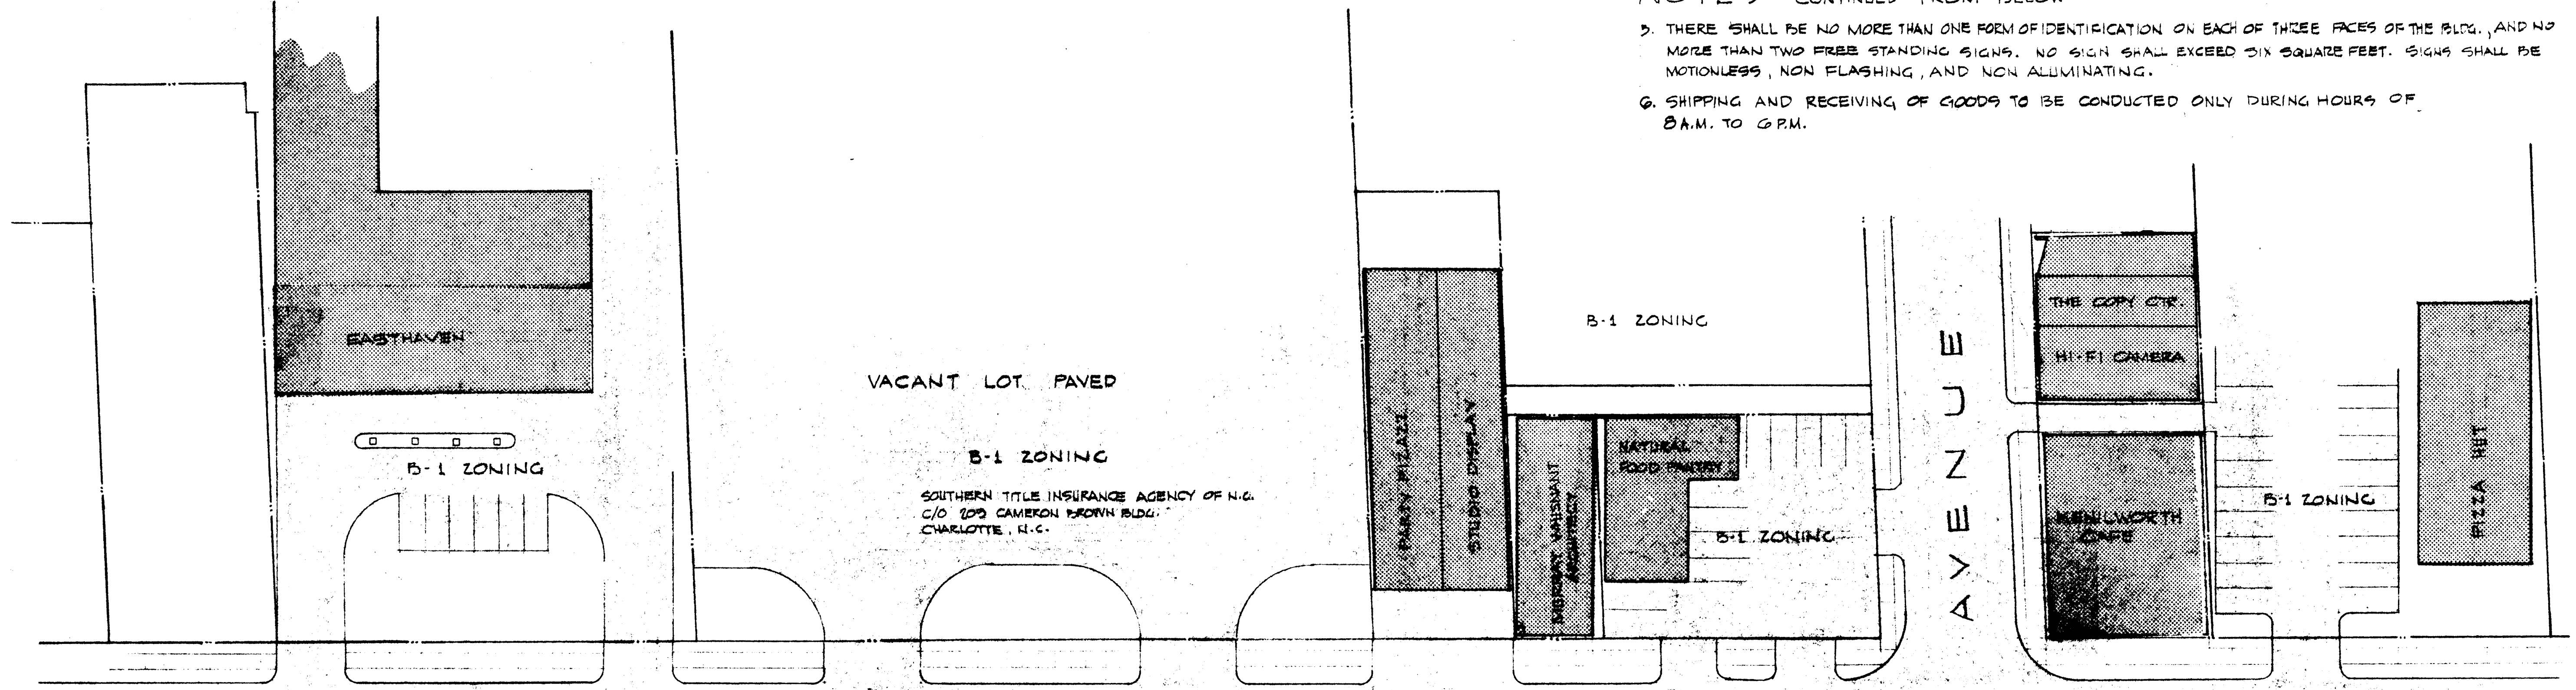 NOTES CONTINUED FROM BELOW
5. THERE SHALL BE NO MORE THAN ONE FORM OF IDENTIFICATION ON EACH OF THREE FACES OF THE BLDG., AND NO
MORE THAN TWO FREE STANDING SIGNS. NO SIGN SHALL EXCEED SIX SQUARE FEET. SIGNS SHALL BE
MOTIONLESS, NON FLASHING, AND NON ALUMINATING.
6. SHIPPING AND RECEIVING OF GOODS TO BE CONDUCTED ONLY DURING HOURS OF
8 A.M. TO 6 P.M.
EASTHAVEN
B-1 ZONING
VACANT LOT PAVED
B-1 ZONING
SOUTHERN TITLE INSURANCE AGENCY OF N.C.
C/O 209 CAMERON BROWN BLDG.
CHARLOTTE, N.C.
PARTY PIZAZZ
STUDIO DISPLAY
B-1 ZONING
MURRAY WHISNANT
ARCHITECT
NATURAL
FOOD PANTRY
B-1 ZONING
AVENUE
THE COPY CTR.
HI-FI CAMERA
KENILWORTH
CAFE
B-1 ZONING
PIZZA HUT